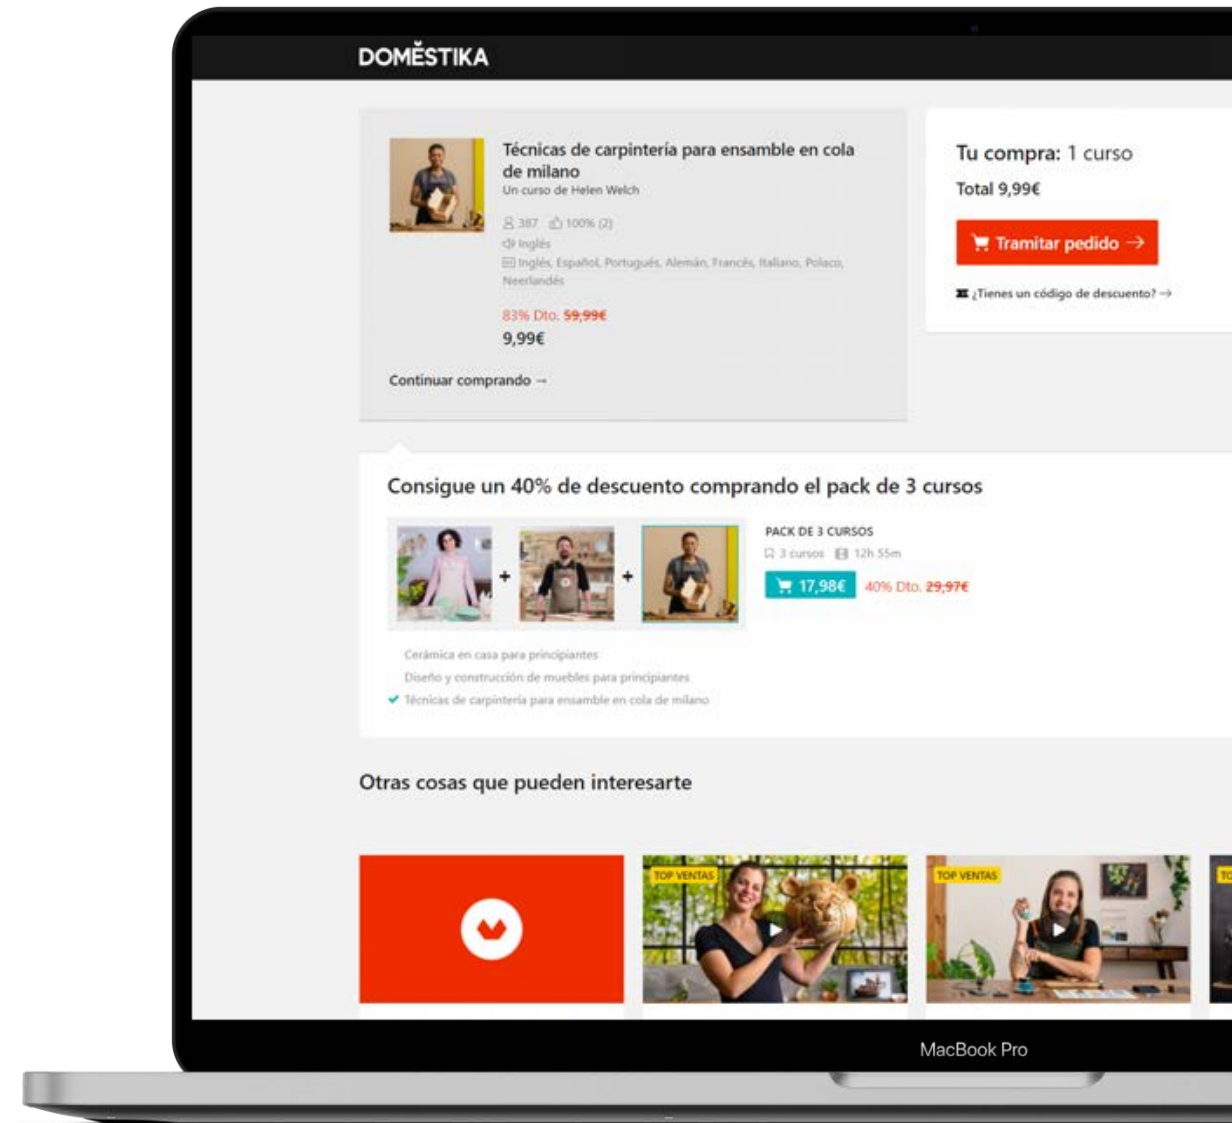 DOMĔSTIKA
Técnicas de carpintería para ensamble en cola
de milano
Un curso de Helen Welch
387 100% (2)
Inglés
Inglés, Español, Portugués, Alemán, Francés, Italiano, Polaco,
Neerlandés
83% Dto. 59,99€
9,99€
Continuar comprando →
Tu compra: 1 curso
Total 9,99€
Tramitar pedido →
¿Tienes un código de descuento? →
Consigue un 40% de descuento comprando el pack de 3 cursos
+ +
PACK DE 3 CURSOS
3 cursos 12h 55m
17,98€ 40% Dto. 29,97€
Cerámica en casa para principiantes
Diseño y construcción de muebles para principiantes
Técnicas de carpintería para ensamble en cola de milano
Otras cosas que pueden interesarte
TOP VENTAS
TOP VENTAS
TO
MacBook Pro